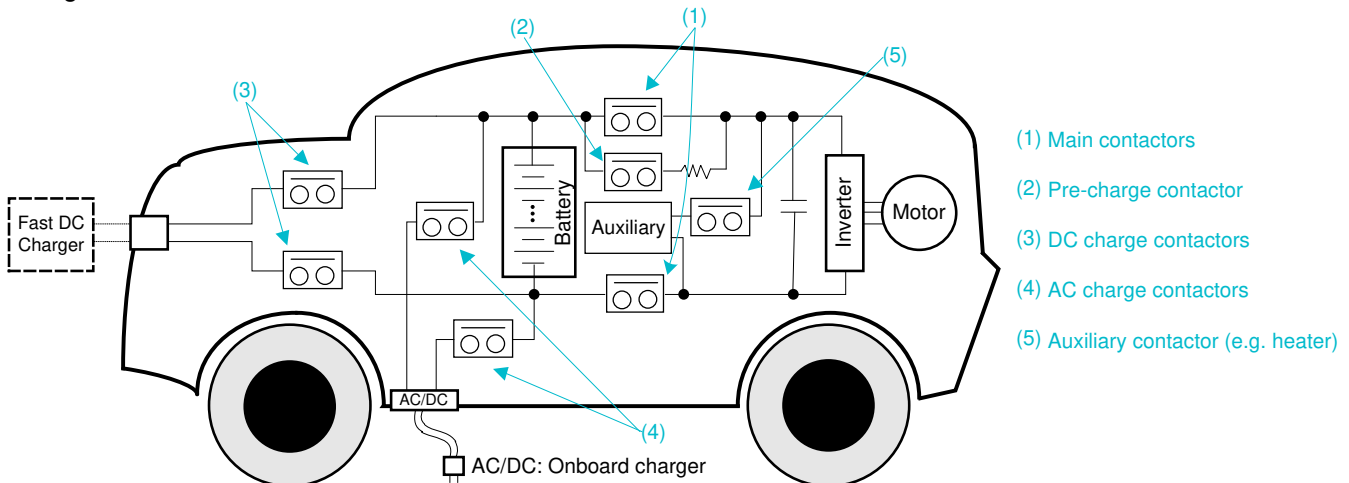 (1)
(2)
(5)
(3)
Fast DC
Charger
Battery
Auxiliary
Inverter
Motor
AC/DC
(4)
AC/DC: Onboard charger
(1) Main contactors
(2) Pre-charge contactor
(3) DC charge contactors
(4) AC charge contactors
(5) Auxiliary contactor (e.g. heater)